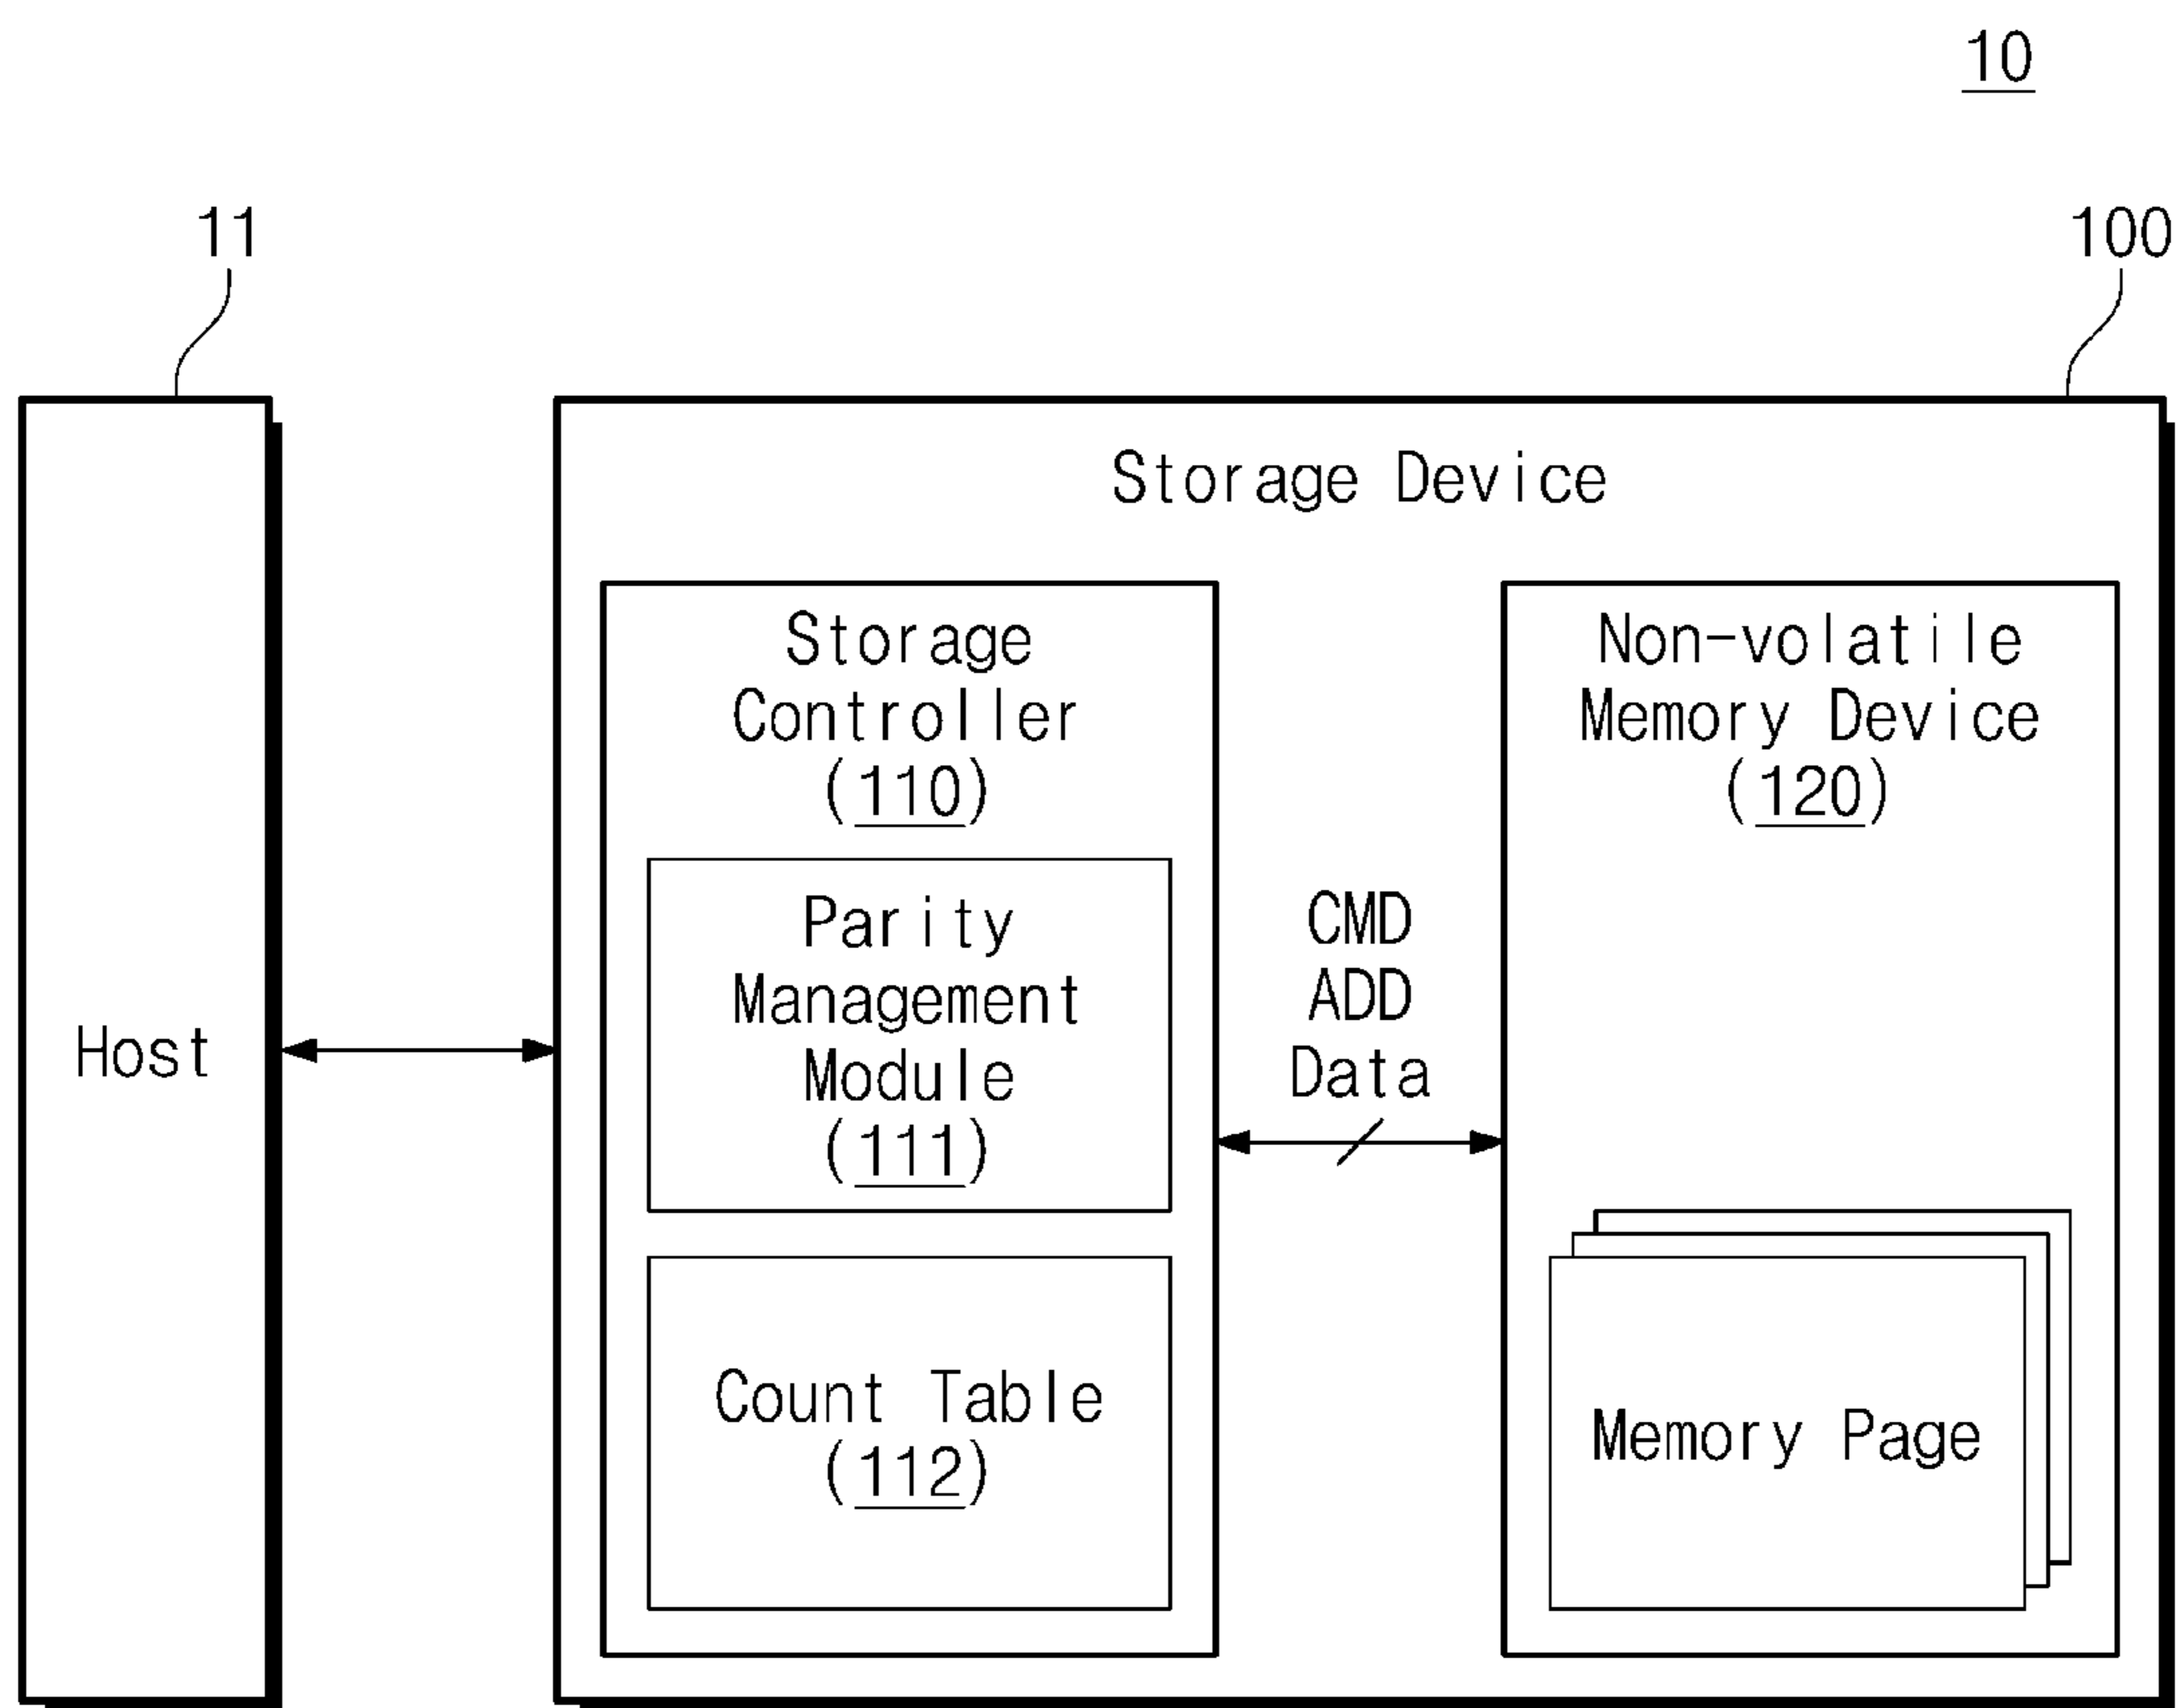 10
11
100
Storage Device
Storage
Controller
(110)
Parity
Management
Module
(111)
Count Table
(112)
Host
CMD
ADD
Data
Non-volatile
Memory Device
(120)
Memory Page